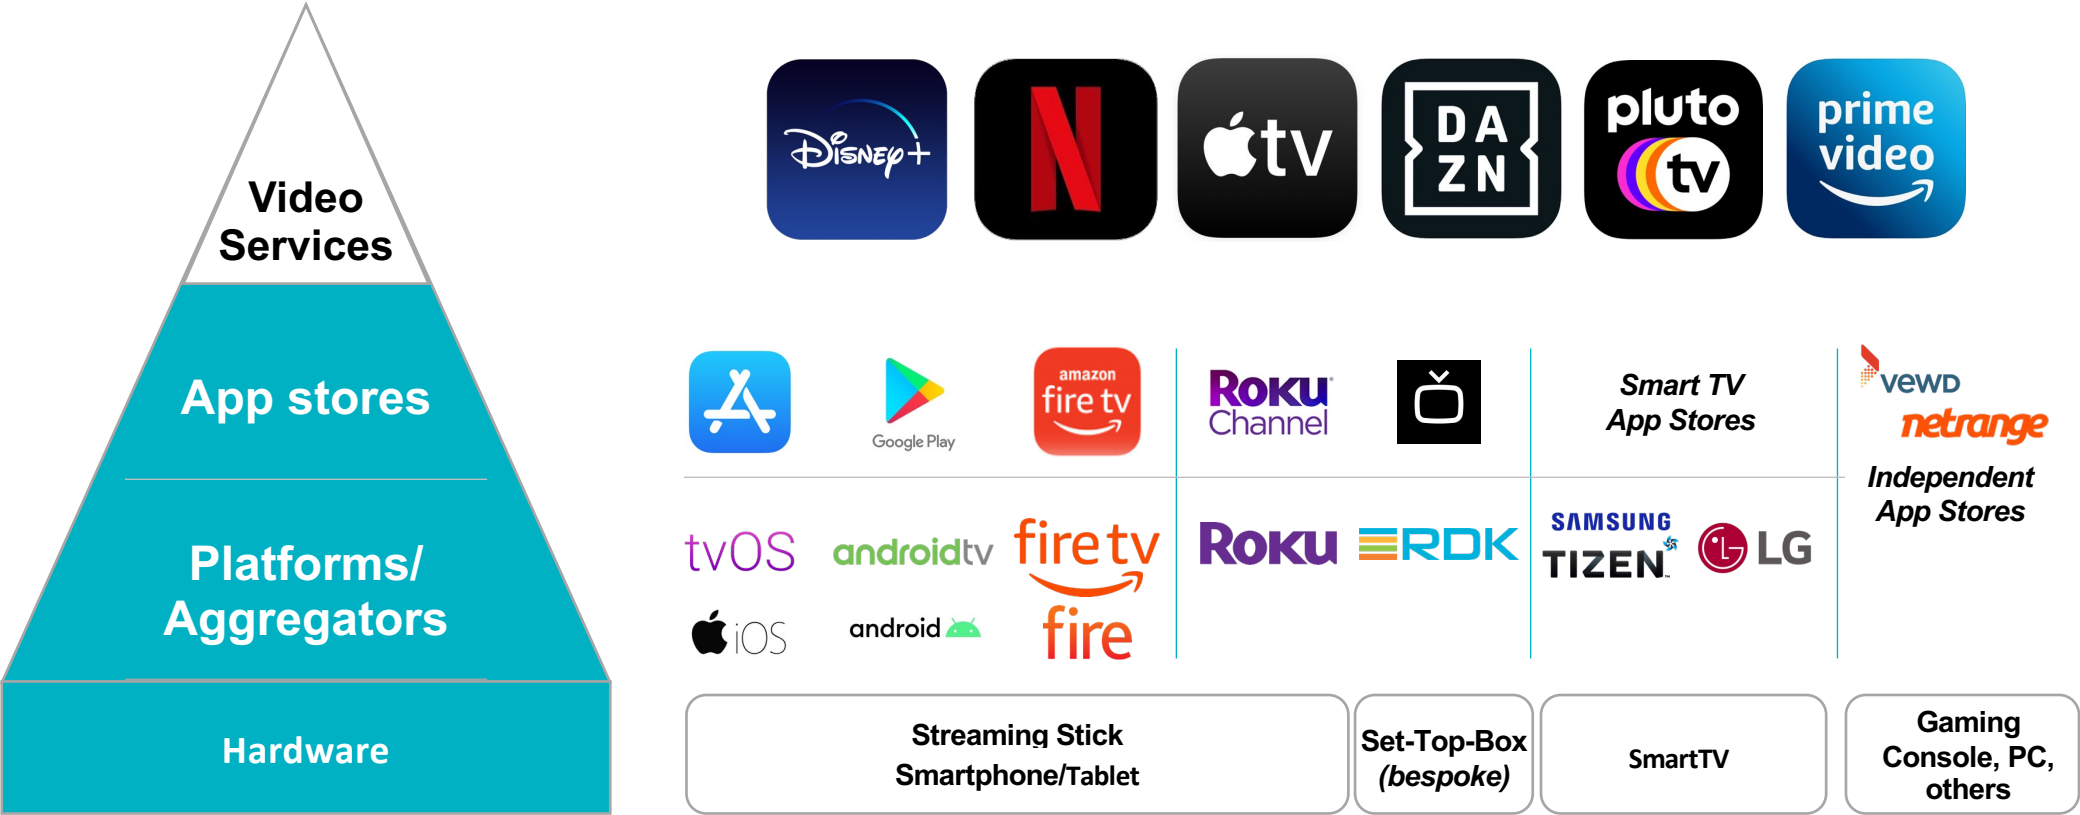 Video
Services
Disney+
N
tv
DA
ZN
pluto
tv
prime
video
App stores
Google Play
amazon
fire tv
Roku
Channel
Smart TV
App Stores
vewd
netrange
Independent
App Stores
Platforms/
Aggregators
tvOS
androidtv
fire tv
Roku
RDK
SAMSUNG
TIZEN™
LG
iOS
android
fire
Hardware
Streaming Stick
Smartphone/Tablet
Set-Top-Box
(bespoke)
SmartTV
Gaming
Console, PC,
others